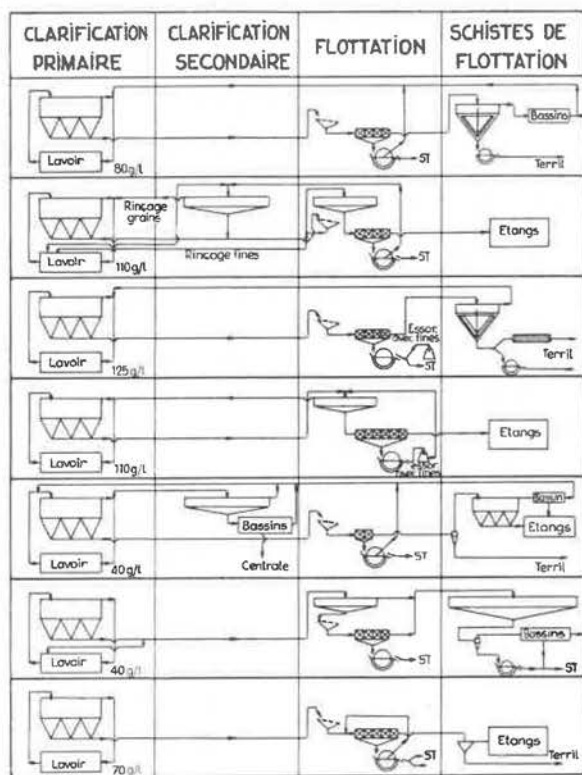 CLARIFICATION
PRIMAIRE
CLARIFICATION
SECONDAIRE
FLOTTATION
SCHISTES DE
FLOTTATION
Bassins
Lavoir
80g/l
ST
Terril
Rinçage
grains
Lavoir
110g/l
Rinçage fines
ST
Etangs
Lavoir
125g/l
Essor.
avec fines
ST
Terril
Lavoir
110g/l
Essor
avec fines
Etangs
Lavoir
40g/l
Bassins
Centrale
ST
Bassin
Etangs
Terril
Lavoir
40g/l
ST
Bassins
ST
Lavoir
70g/l
ST
Etangs
Terril